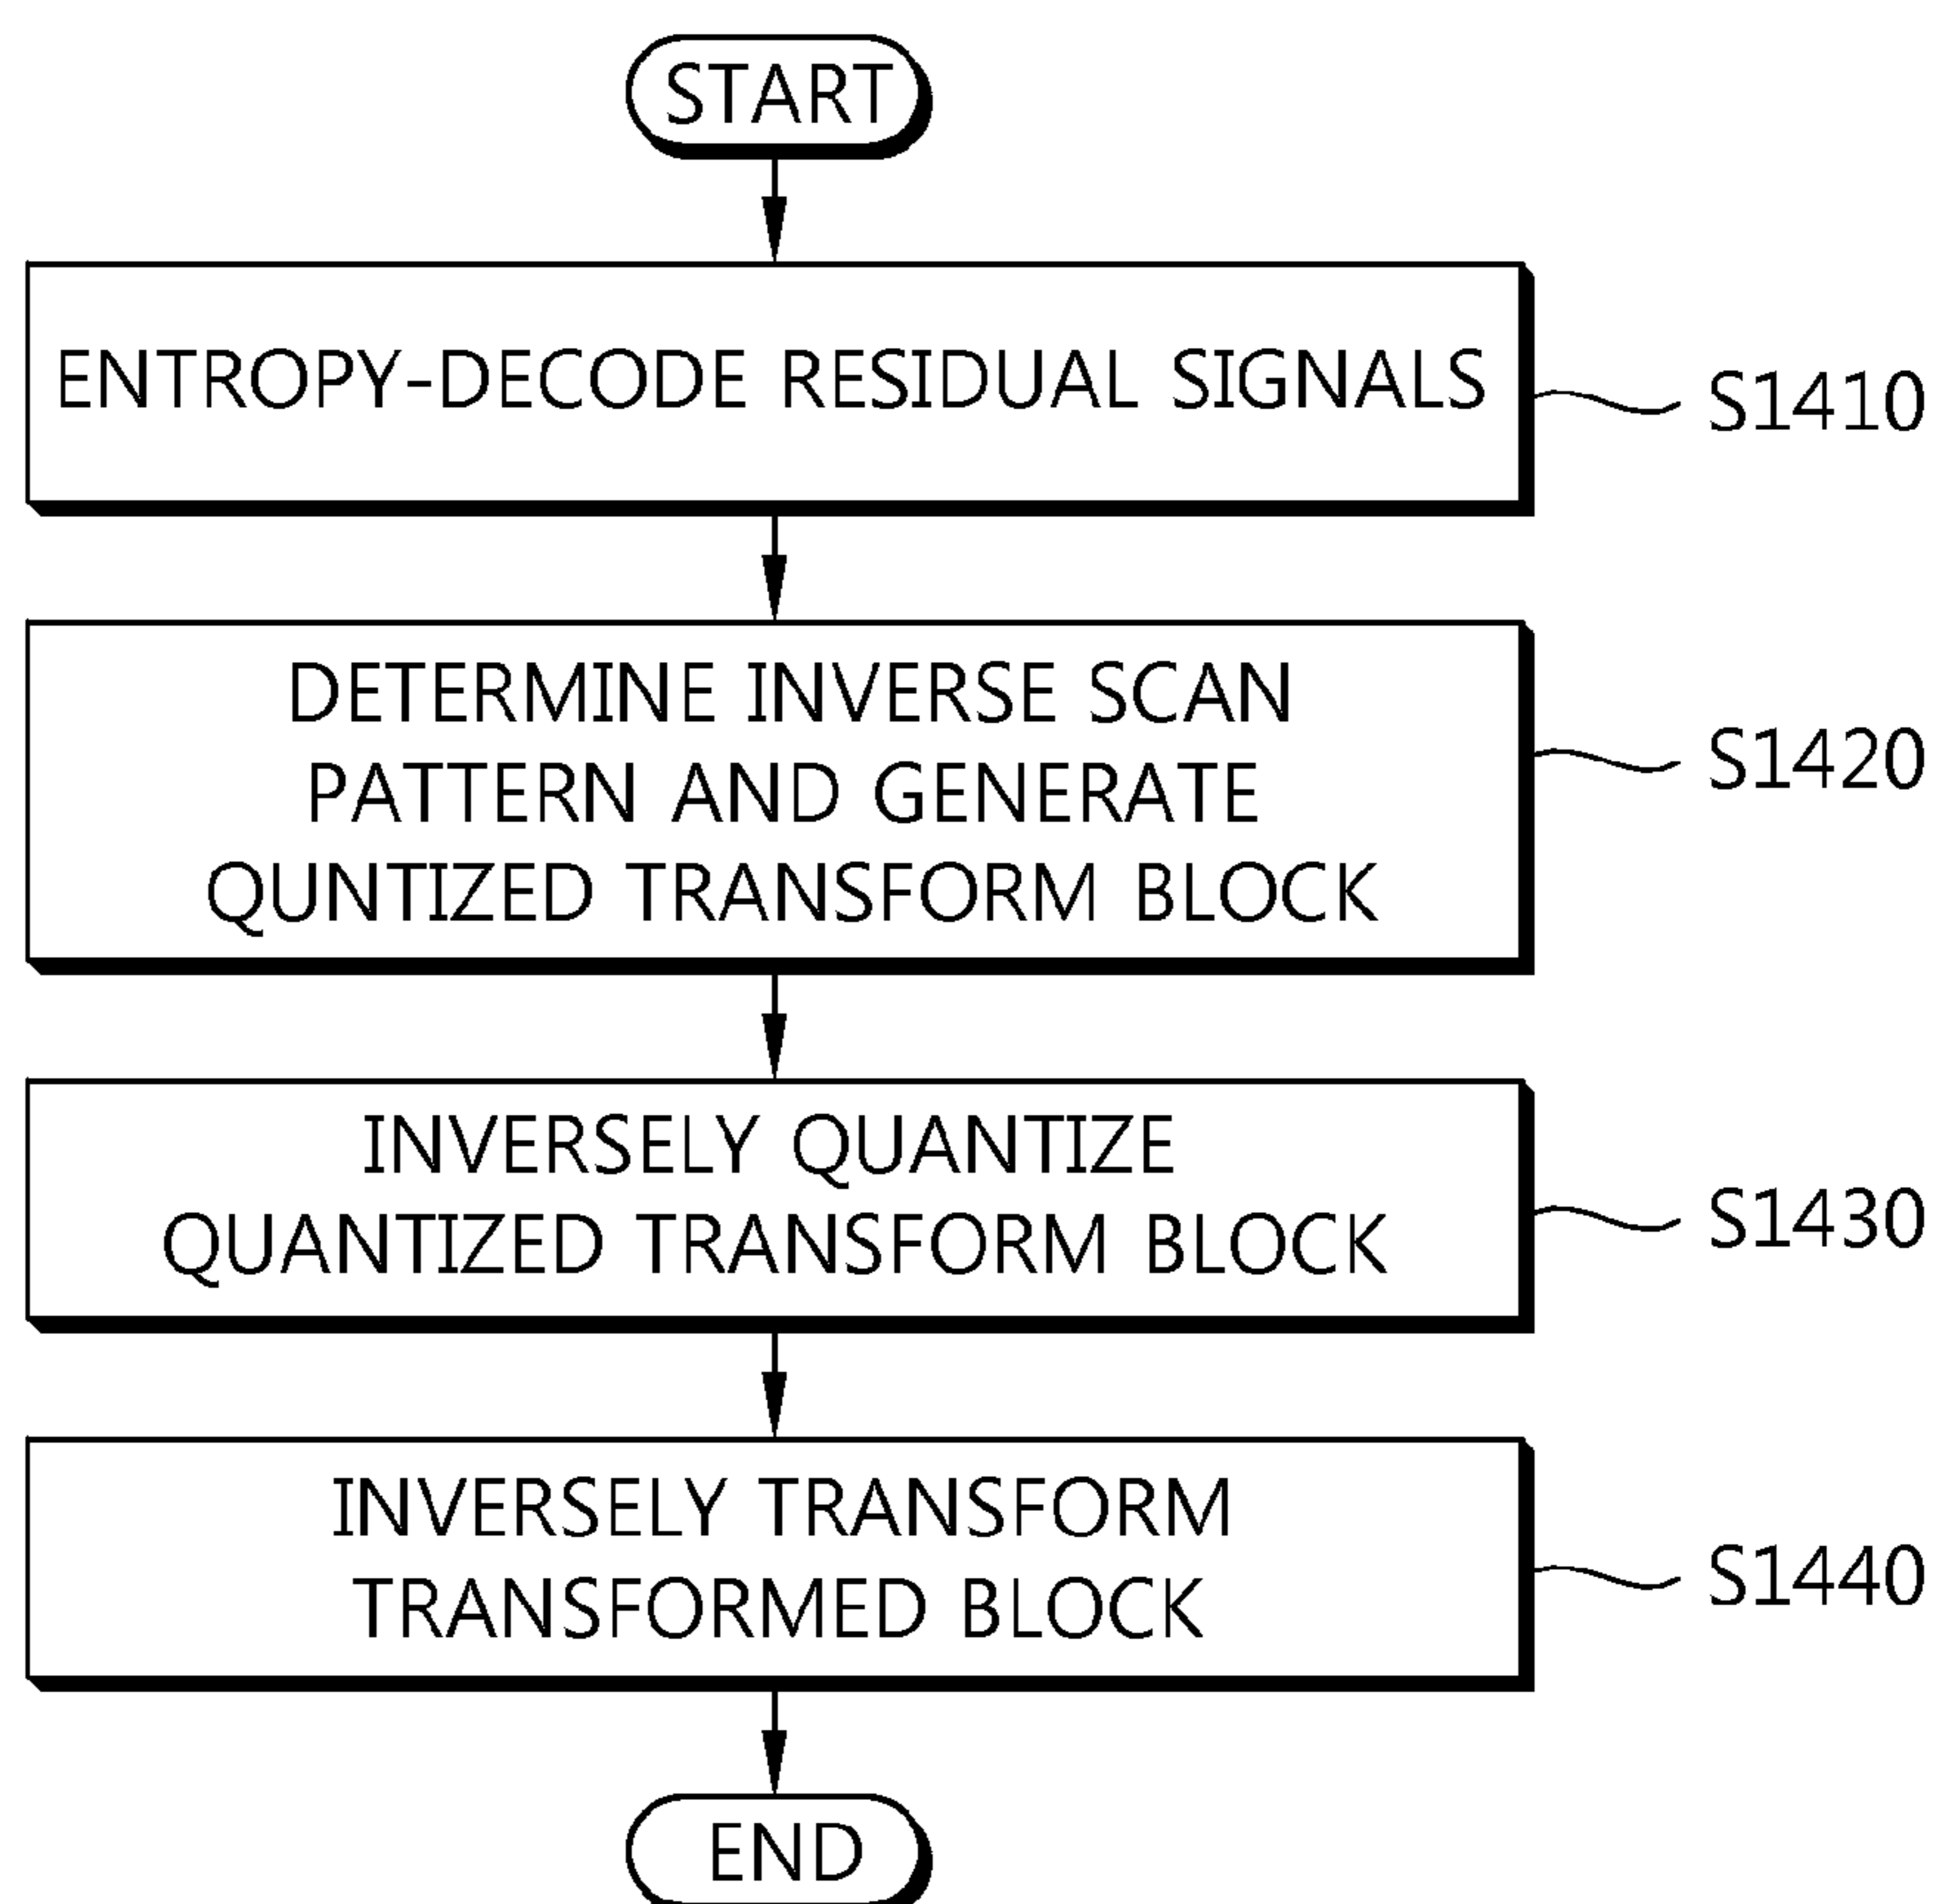 START
ENTROPY-DECODE RESIDUAL SIGNALS
S1410
DETERMINE INVERSE SCAN
PATTERN AND GENERATE
QUNTIZED TRANSFORM BLOCK
S1420
INVERSELY QUANTIZE
QUANTIZED TRANSFORM BLOCK
S1430
INVERSELY TRANSFORM
TRANSFORMED BLOCK
S1440
END